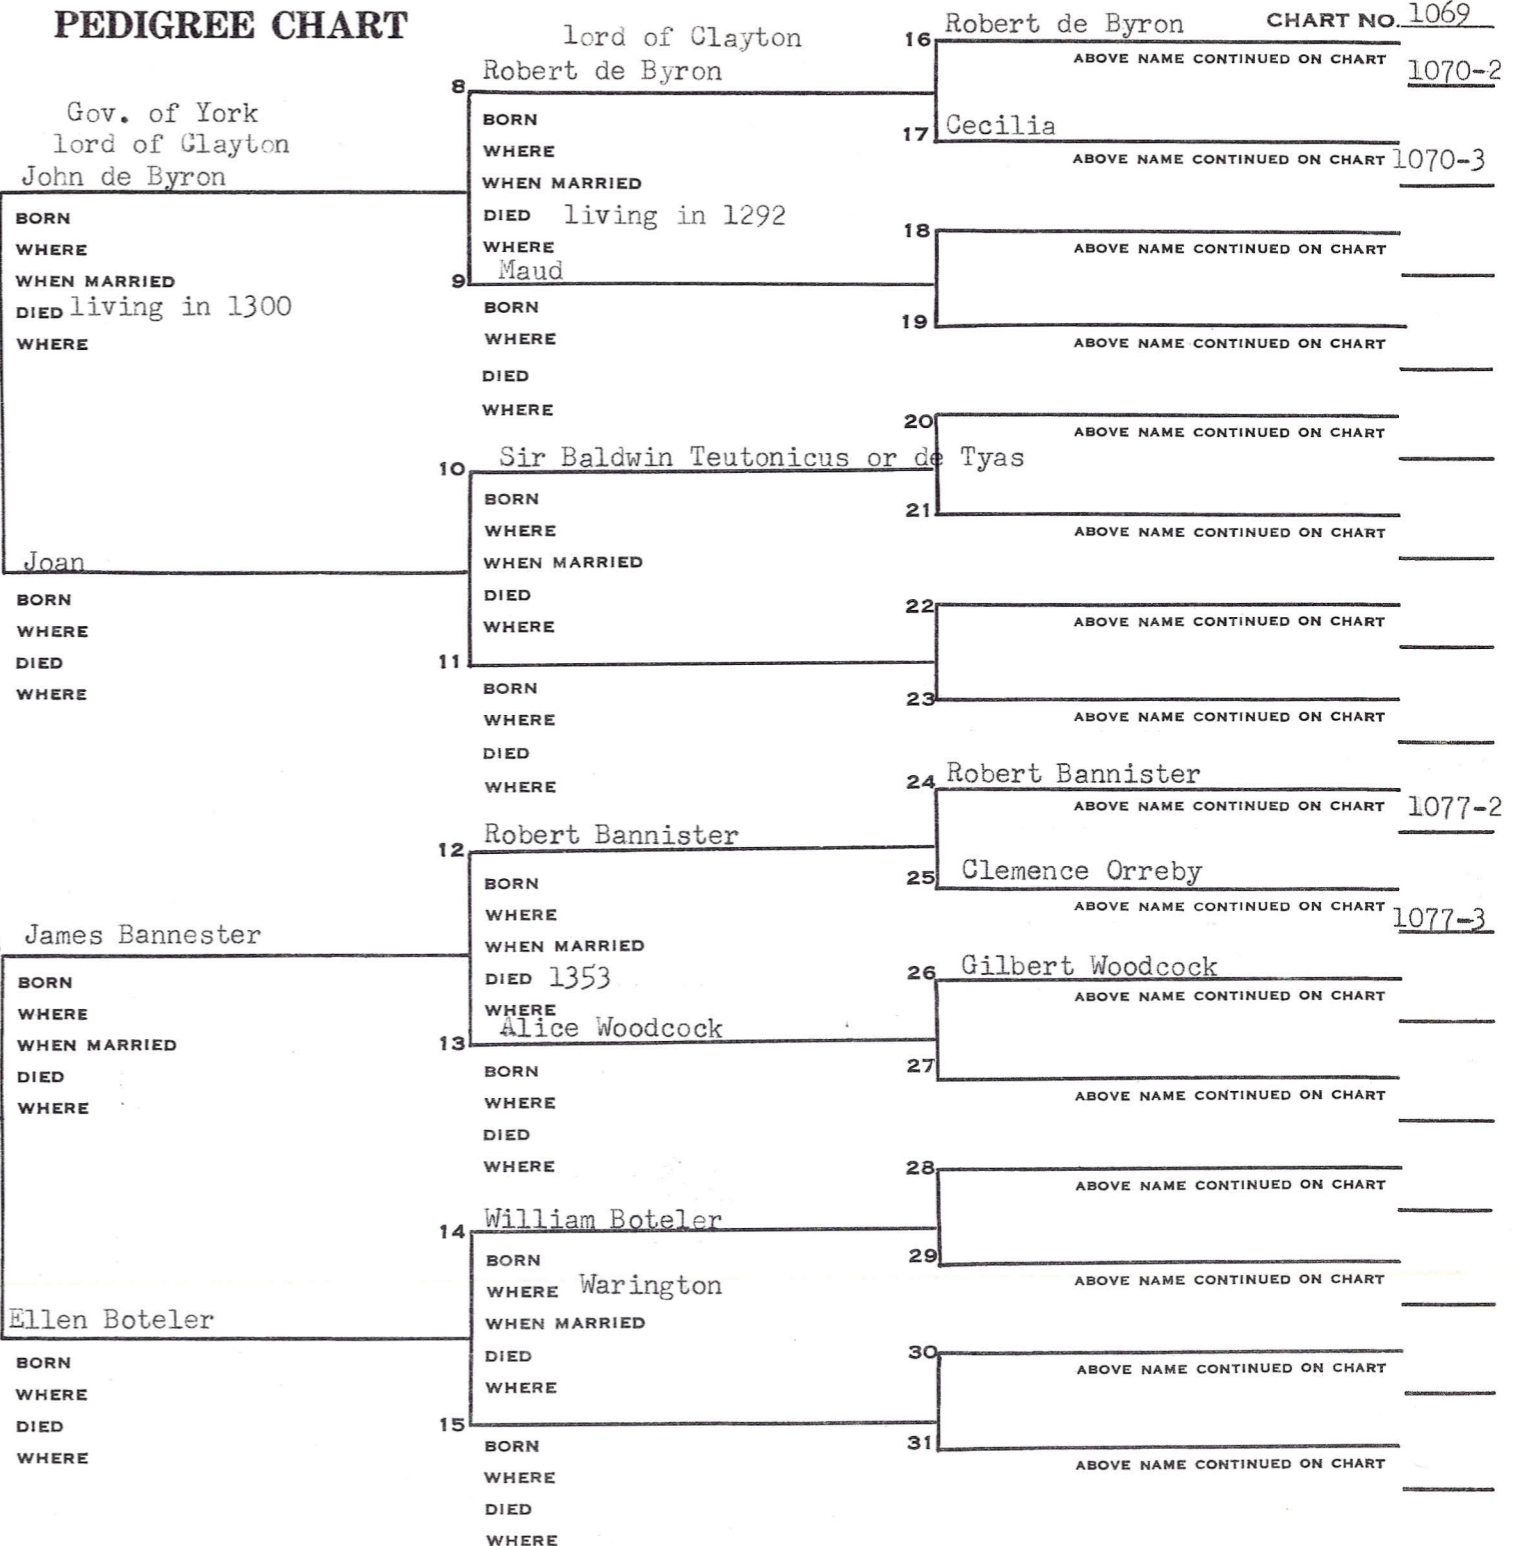 PEDIGREE CHART
CHART NO. 1069
Gov. of York
lord of Clayton
John de Byron
BORN
WHERE
WHEN MARRIED
DIED living in 1300
WHERE
Joan
BORN
WHERE
DIED
WHERE
James Bannester
BORN
WHERE
WHEN MARRIED
DIED
WHERE
Ellen Boteler
BORN
WHERE
DIED
WHERE
lord of Clayton
8 Robert de Byron
BORN
WHERE
WHEN MARRIED
DIED living in 1292
WHERE
9 Maud
BORN
WHERE
DIED
WHERE
10 Sir Baldwin Teutonicus or de Tyas
BORN
WHERE
WHEN MARRIED
DIED
WHERE
11
BORN
WHERE
DIED
WHERE
12 Robert Bannister
BORN
WHERE
WHEN MARRIED
DIED 1353
WHERE
13 Alice Woodcock
BORN
WHERE
DIED
WHERE
14 William Boteler
BORN
WHERE Warington
WHEN MARRIED
DIED
WHERE
15
BORN
WHERE
DIED
WHERE
16 Robert de Byron
ABOVE NAME CONTINUED ON CHART 1070-2
17 Cecilia
ABOVE NAME CONTINUED ON CHART 1070-3
18
ABOVE NAME CONTINUED ON CHART
19
ABOVE NAME CONTINUED ON CHART
20
ABOVE NAME CONTINUED ON CHART
21
ABOVE NAME CONTINUED ON CHART
22
ABOVE NAME CONTINUED ON CHART
23
ABOVE NAME CONTINUED ON CHART
24 Robert Bannister
ABOVE NAME CONTINUED ON CHART 1077-2
25 Clemence Orreby
ABOVE NAME CONTINUED ON CHART 1077-3
26 Gilbert Woodcock
ABOVE NAME CONTINUED ON CHART
27
ABOVE NAME CONTINUED ON CHART
28
ABOVE NAME CONTINUED ON CHART
29
ABOVE NAME CONTINUED ON CHART
30
ABOVE NAME CONTINUED ON CHART
31
ABOVE NAME CONTINUED ON CHART